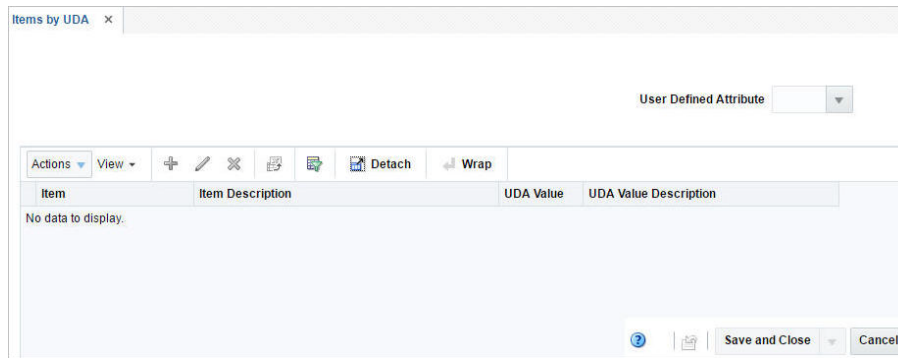 Items by UDA ×
User Defined Attribute
Actions View Detach Wrap
Item Item Description UDA Value UDA Value Description
No data to display.
Save and Close Cancel